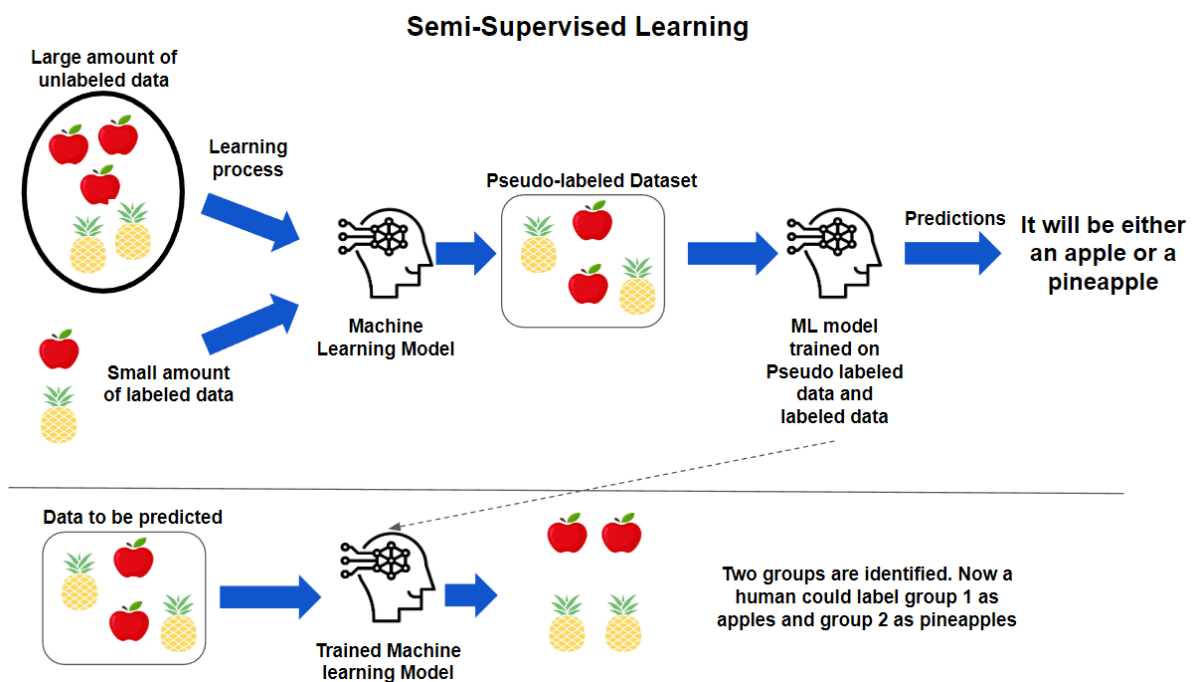 Semi-Supervised Learning
Large amount of
unlabeled data
Learning
process
Small amount
of labeled data
Machine
Learning Model
Pseudo-labeled Dataset
ML model
trained on
Pseudo labeled
data and
labeled data
Predictions
It will be either
an apple or a
pineapple
Data to be predicted
Trained Machine
learning Model
Two groups are identified. Now a
human could label group 1 as
apples and group 2 as pineapples